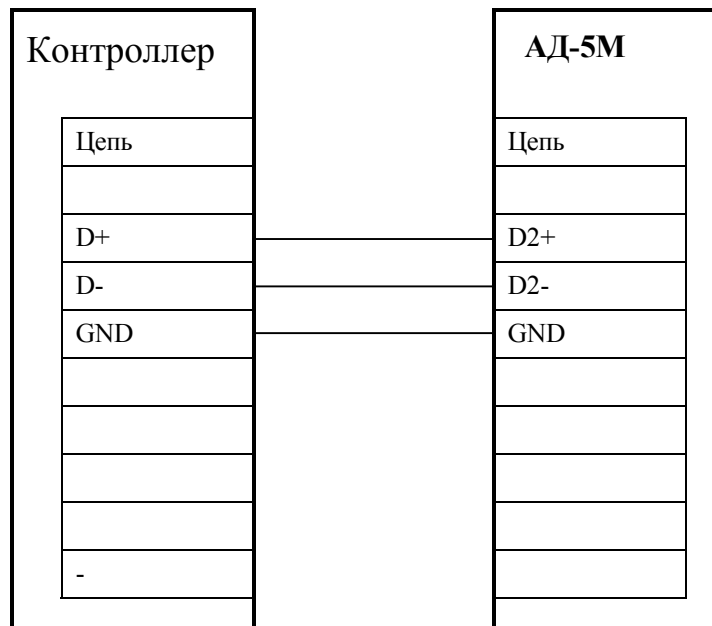 Контроллер
АД-5М
Цепь
Цепь
D+
D2+
D-
D2-
GND
GND
-